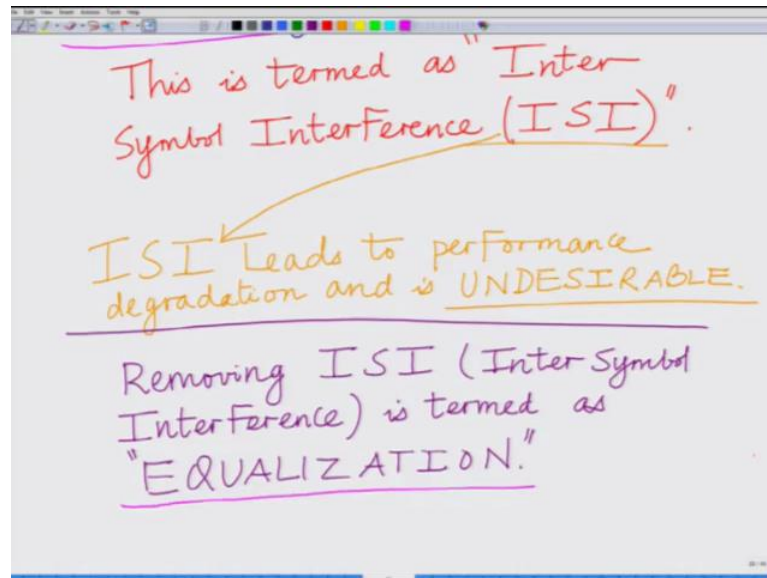 This is termed as "Inter
Symbol InterFerence (ISI)".
ISI Leads to perFormance
degradation and is UNDESIRABLE.
Removing ISI (Inter Symbol
InterFerence) is termed as
"EQUALIZATION."